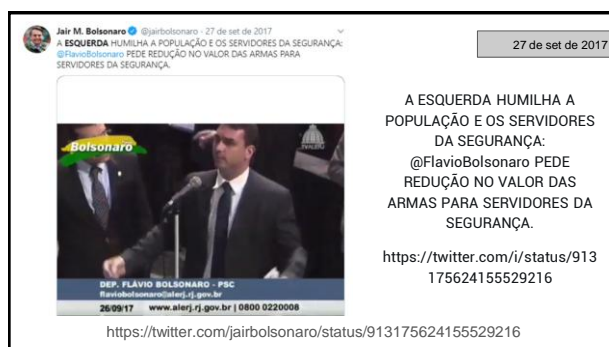 Jair M. Bolsonaro @jairbolsonaro · 27 de set de 2017
A ESQUERDA HUMILHA A POPULAÇÃO E OS SERVIDORES DA SEGURANÇA:
@FlavioBolsonaro PEDE REDUÇÃO NO VALOR DAS ARMAS PARA
SERVIDORES DA SEGURANÇA.
Bolsonaro
TVALERJ
DEP. FLÁVIO BOLSONARO - PSC
flaviobolsonaro@alerj.rj.gov.br
26/09/17 www.alerj.rj.gov.br | 0800 0220008
27 de set de 2017
A ESQUERDA HUMILHA A
POPULAÇÃO E OS SERVIDORES
DA SEGURANÇA:
@FlavioBolsonaro PEDE
REDUÇÃO NO VALOR DAS
ARMAS PARA SERVIDORES DA
SEGURANÇA.
https://twitter.com/i/status/913
175624155529216
https://twitter.com/jairbolsonaro/status/913175624155529216